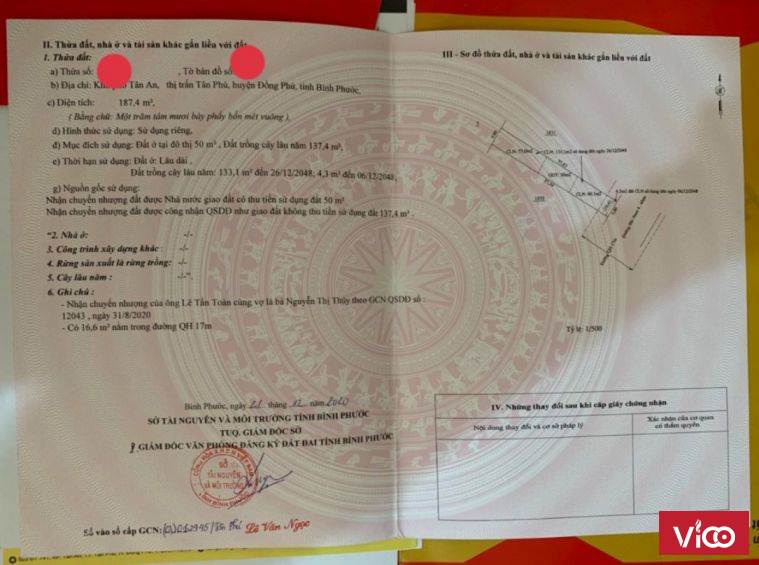 II. Thửa đất, nhà ở và tài sản khác gắn liền với đất
1. Thửa đất:
a) Thửa số: , Tờ bản đồ số
b) Địa chỉ: Tân An, thị trấn Tân Phú, huyện Đồng Phú, tỉnh Bình Phước,
c) Diện tích: 187,4 m²,
( Bằng chữ: Một trăm tám mươi bảy phẩy bốn mét vuông ).
d) Hình thức sử dụng: Sử dụng riêng,
đ) Mục đích sử dụng: Đất ở tại đô thị 50 m² , Đất trồng cây lâu năm 137,4 m²,
e) Thời hạn sử dụng: Đất ở: Lâu dài ,
Đất trồng cây lâu năm: 133,1 m² đến 26/12/2048; 4,3 m² đến 06/12/2048,
g) Nguồn gốc sử dụng:
Nhận chuyển nhượng đất được Nhà nước giao đất có thu tiền sử dụng đất 50 m²
Nhận chuyển nhượng đất được công nhận QSDĐ như giao đất không thu tiền sử dụng đất 137,4 m².
"2. Nhà ở: -/-
3. Công trình xây dựng khác : -/-
4. Rừng sản xuất là rừng trồng: -/-
5. Cây lâu năm : -/-".
6. Ghi chú :
- Nhận chuyển nhượng của ông Lê Tấn Toàn cùng vợ là bà Nguyễn Thị Thủy theo GCN QSDĐ số :
12043 , ngày 31/8/2020
- Có 16,6 m² nằm trong đường QH 17m
Bình Phước, ngày 21 tháng 12 năm 2020
SỞ TÀI NGUYÊN VÀ MÔI TRƯỜNG TỈNH BÌNH PHƯỚC
TUQ. GIÁM ĐỐC SỞ
GIÁM ĐỐC VĂN PHÒNG ĐĂNG KÝ ĐẤT ĐAI TỈNH BÌNH PHƯỚC
SỞ
TÀI NGUYÊN
VÀ MÔI TRƯỜNG
Số vào sổ cấp GCN: Lê Văn Ngọc
III - Sơ đồ thửa đất, nhà ở và tài sản khác gắn liền với đất
Tỷ lệ: 1/500
IV. Những thay đổi sau khi cấp giấy chứng nhận
Nội dung thay đổi và cơ sở pháp lý
Xác nhận của cơ quan
có thẩm quyền
ViCO